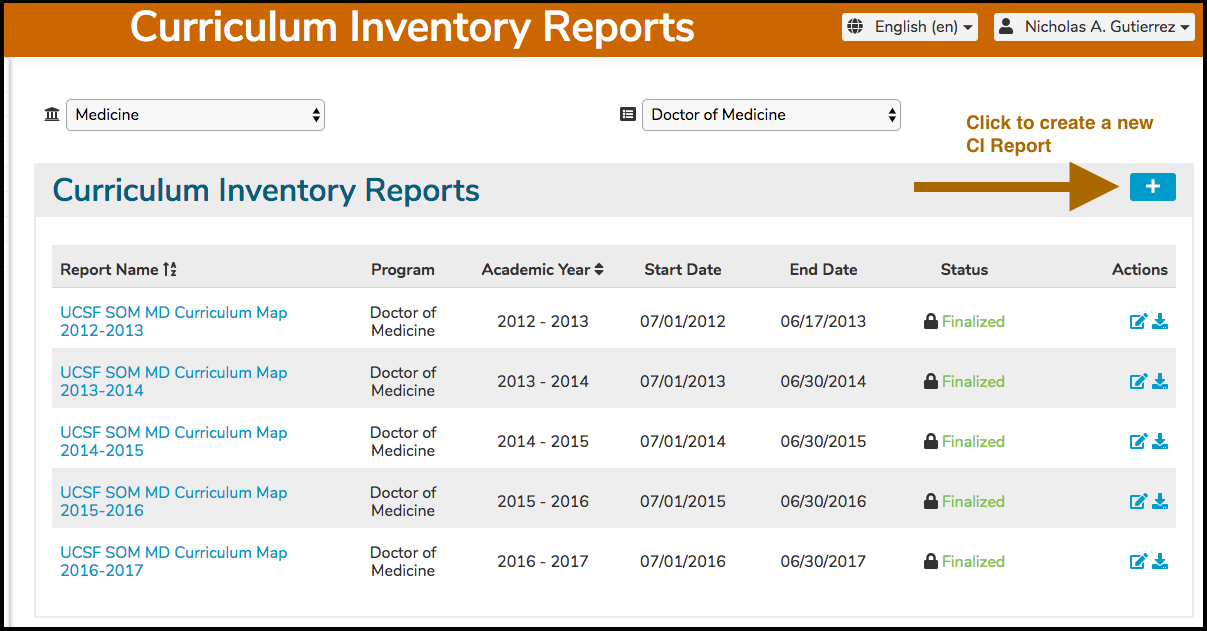 Curriculum Inventory Reports
English (en)
Nicholas A. Gutierrez
Medicine
Doctor of Medicine
Click to create a new
CI Report
Curriculum Inventory Reports
+
Report Name Program Academic Year Start Date End Date Status Actions
UCSF SOM MD Curriculum Map
2012-2013
Doctor of
Medicine
2012 - 2013 07/01/2012 06/17/2013 Finalized
UCSF SOM MD Curriculum Map
2013-2014
Doctor of
Medicine
2013 - 2014 07/01/2013 06/30/2014 Finalized
UCSF SOM MD Curriculum Map
2014-2015
Doctor of
Medicine
2014 - 2015 07/01/2014 06/30/2015 Finalized
UCSF SOM MD Curriculum Map
2015-2016
Doctor of
Medicine
2015 - 2016 07/01/2015 06/30/2016 Finalized
UCSF SOM MD Curriculum Map
2016-2017
Doctor of
Medicine
2016 - 2017 07/01/2016 06/30/2017 Finalized